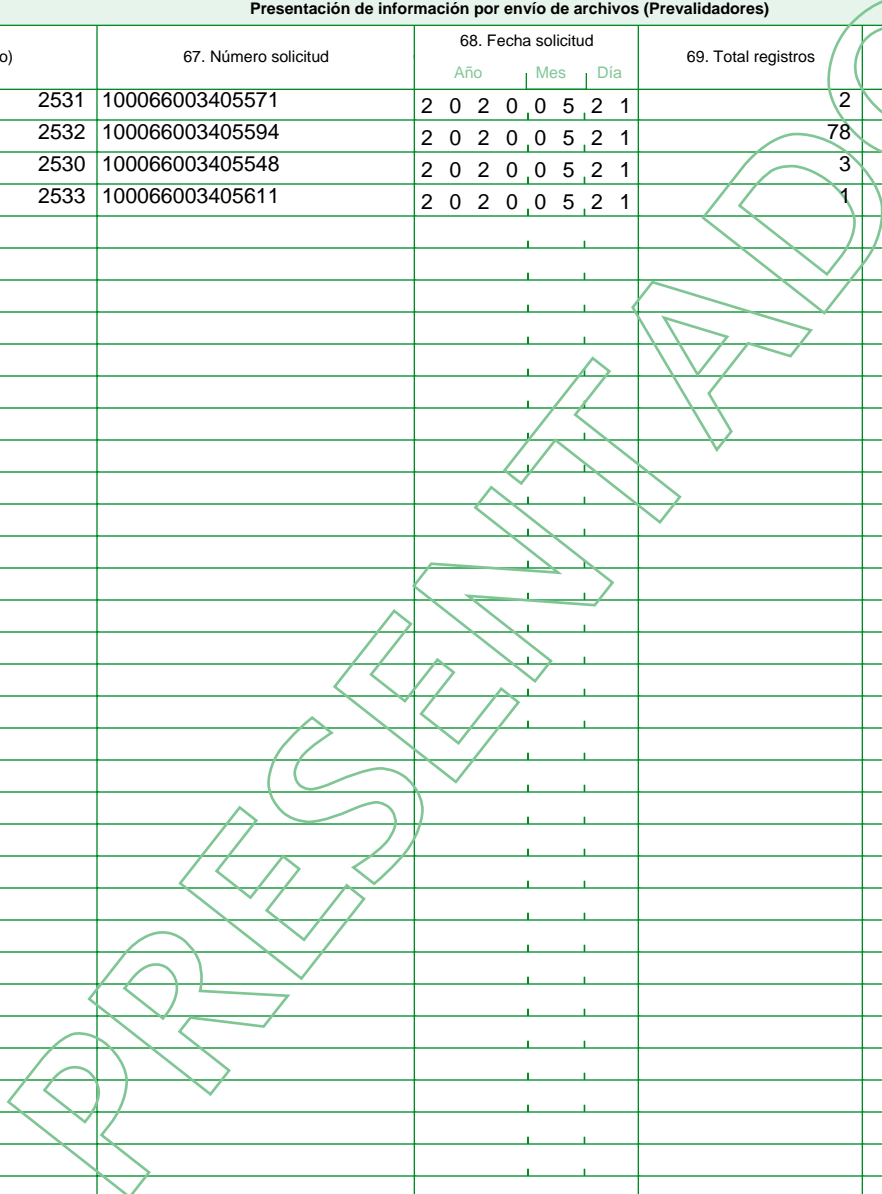 Presentación de información por envío de archivos (Prevalidadores)
o) 67. Número solicitud 68. Fecha solicitud 69. Total registros
Año Mes Día
2531 100066003405571 2 0 2 0 0 5 2 1 2
2532 100066003405594 2 0 2 0 0 5 2 1 78
2530 100066003405548 2 0 2 0 0 5 2 1 3
2533 100066003405611 2 0 2 0 0 5 2 1 1
PRESENTADO